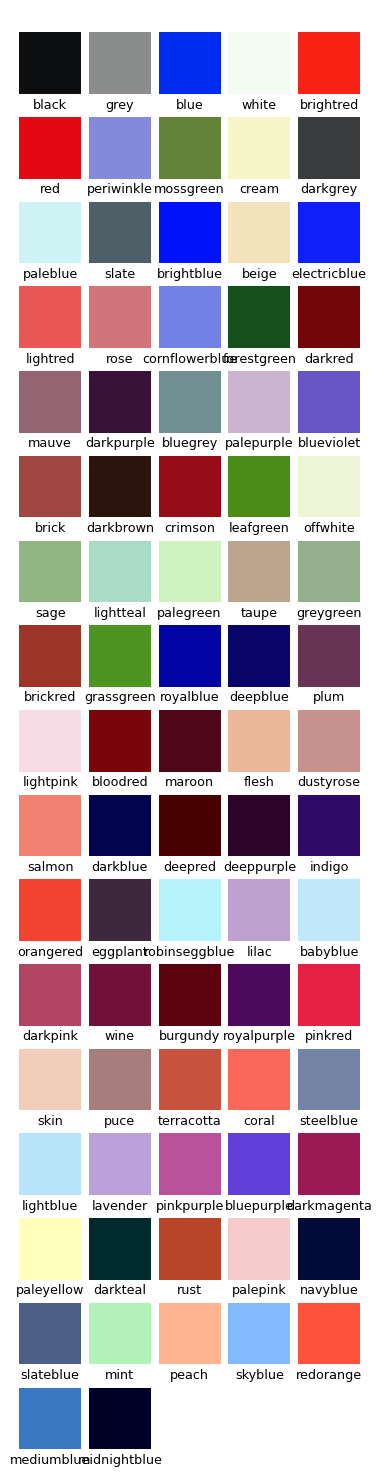 black grey blue white brightred
red periwinkle mossgreen cream darkgrey
paleblue slate brightblue beige electricblue
lightred rose cornflowerblue forestgreen darkred
mauve darkpurple bluegrey palepurple blueviolet
brick darkbrown crimson leafgreen offwhite
sage lightteal palegreen taupe greygreen
brickred grassgreen royalblue deepblue plum
lightpink bloodred maroon flesh dustyrose
salmon darkblue deepred deeppurple indigo
orangered eggplant robinseggblue lilac babyblue
darkpink wine burgundy royalpurple pinkred
skin puce terracotta coral steelblue
lightblue lavender pinkpurple bluepurple darkmagenta
paleyellow darkteal rust palepink navyblue
slateblue mint peach skyblue redorange
mediumblue midnightblue